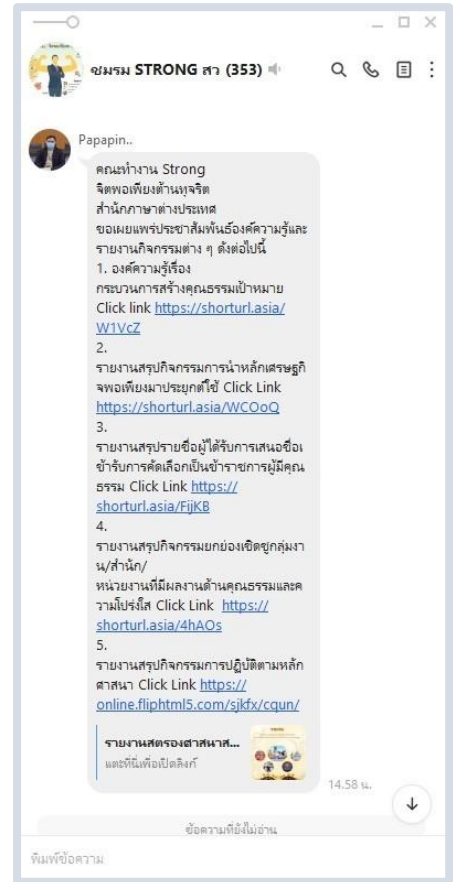 ชมรม STRONG สว (353)
Papapin..
คณะทำงาน Strong
จิตพอเพียงต้านทุจริต
สำนักภาษาต่างประเทศ
ขอเผยแพร่ประชาสัมพันธ์องค์ความรู้และ
รายงานกิจกรรมต่าง ๆ ดังต่อไปนี้
1. องค์ความรู้เรื่อง
กระบวนการสร้างคุณธรรมเป้าหมาย
Click link https://shorturl.asia/
W1VcZ
2.
รายงานสรุปกิจกรรมการนำหลักเศรษฐกิ
จพอเพียงมาประยุกต์ใช้ Click Link
https://shorturl.asia/WCOoQ
3.
รายงานสรุปรายชื่อผู้ได้รับการเสนอชื่อเ
ข้ารับการคัดเลือกเป็นข้าราชการผู้มีคุณ
ธรรม Click Link https://
shorturl.asia/FijKB
4.
รายงานสรุปกิจกรรมยกย่องเชิดชูกลุ่มงา
น/สำนัก/
หน่วยงานที่มีผลงานด้านคุณธรรมและค
วามโปร่งใส Click Link https://
shorturl.asia/4hAOs
5.
รายงานสรุปกิจกรรมการปฏิบัติตามหลัก
ศาสนา Click Link https://
online.fliphtml5.com/sjkfx/cqun/
รายงานสตรองศาสนาส...
แตะที่นี่เพื่อเปิดลิงก์
14.58 น.
ข้อความที่ยังไม่อ่าน
พิมพ์ข้อความ